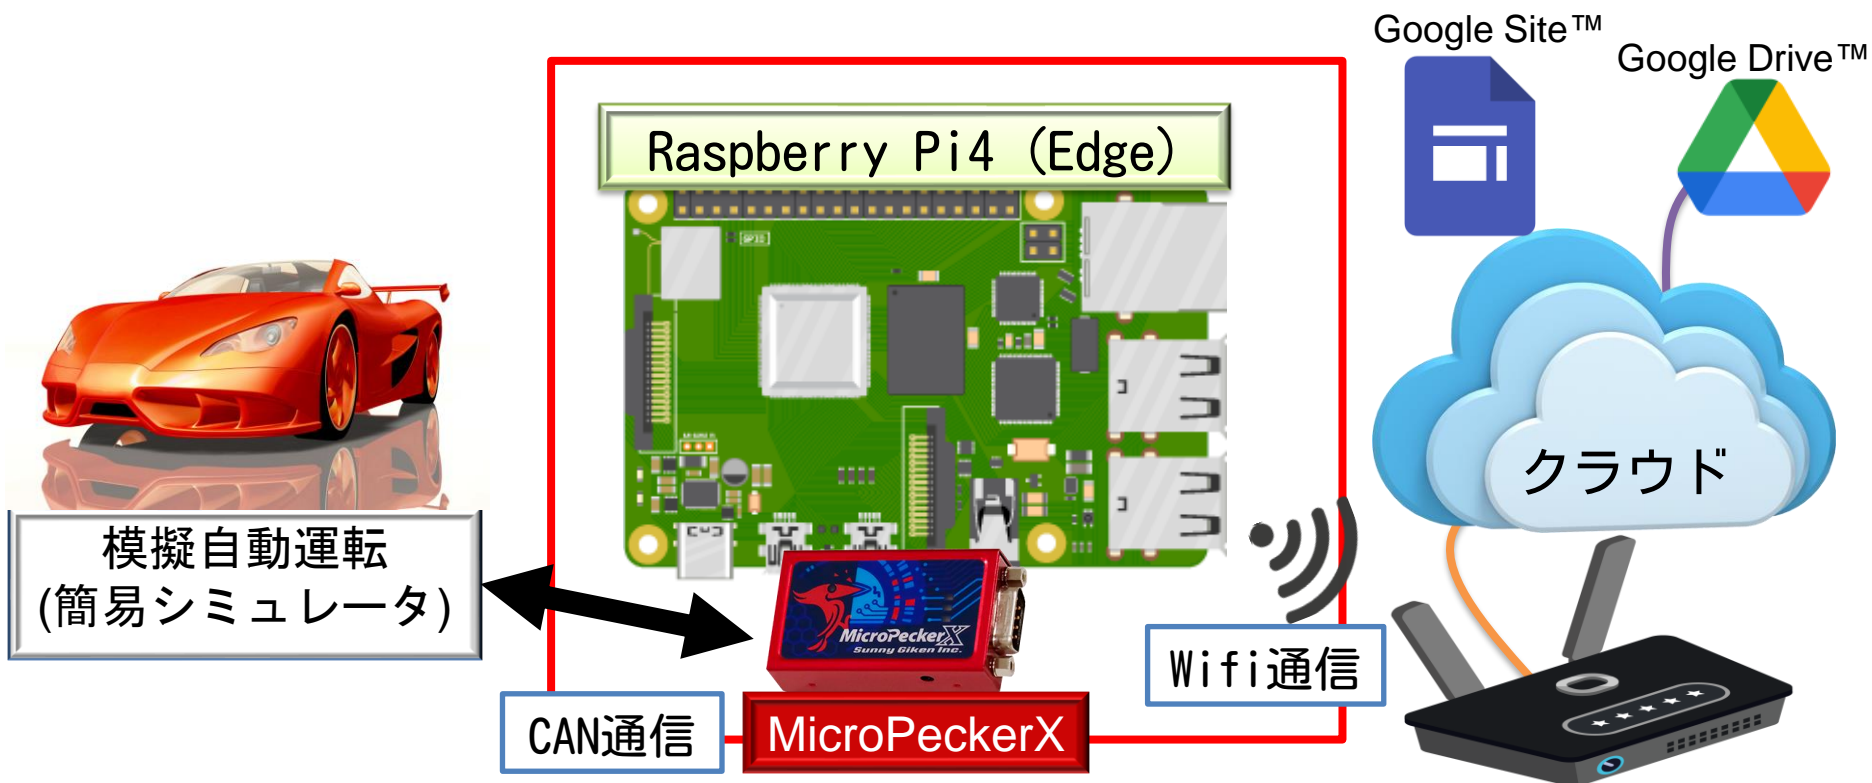 Google Site™
Google Drive™
Raspberry Pi4 (Edge)
GPIO
クラウド
模擬自動運転
(簡易シミュレータ)
MicroPeckerX
Sunny Giken Inc.
Wifi通信
CAN通信
MicroPeckerX